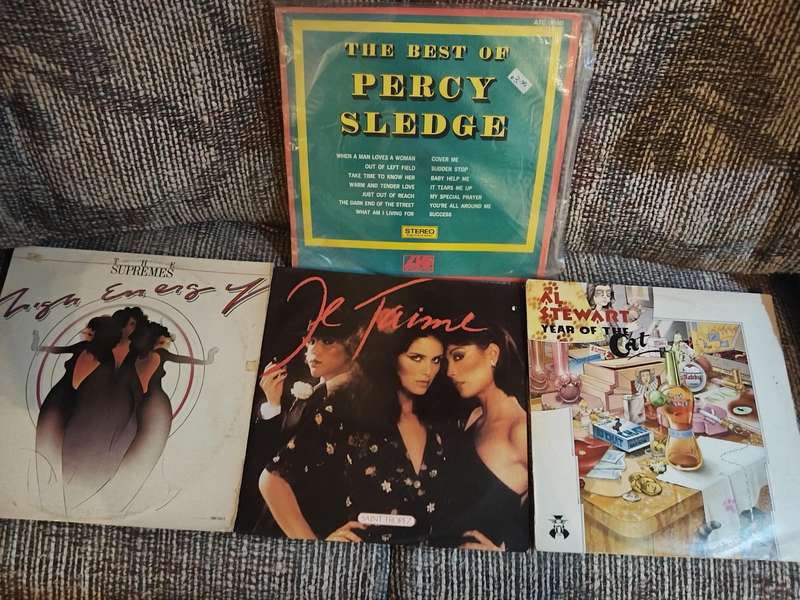 THE BEST OF
PERCY
SLEDGE
WHEN A MAN LOVES A WOMAN
OUT OF LEFT FIELD
TAKE TIME TO KNOW HER
WARM AND TENDER LOVE
JUST OUT OF REACH
THE DARK END OF THE STREET
WHAT AM I LIVING FOR
COVER ME
SUDDEN STOP
BABY HELP ME
IT TEARS ME UP
MY SPECIAL PRAYER
YOU'RE ALL AROUND ME
SUCCESS
STEREO
THE
SUPREMES
High Energy
Je T'aime
SAINT TROPEZ
AL
STEWART
YEAR OF THE
Cat